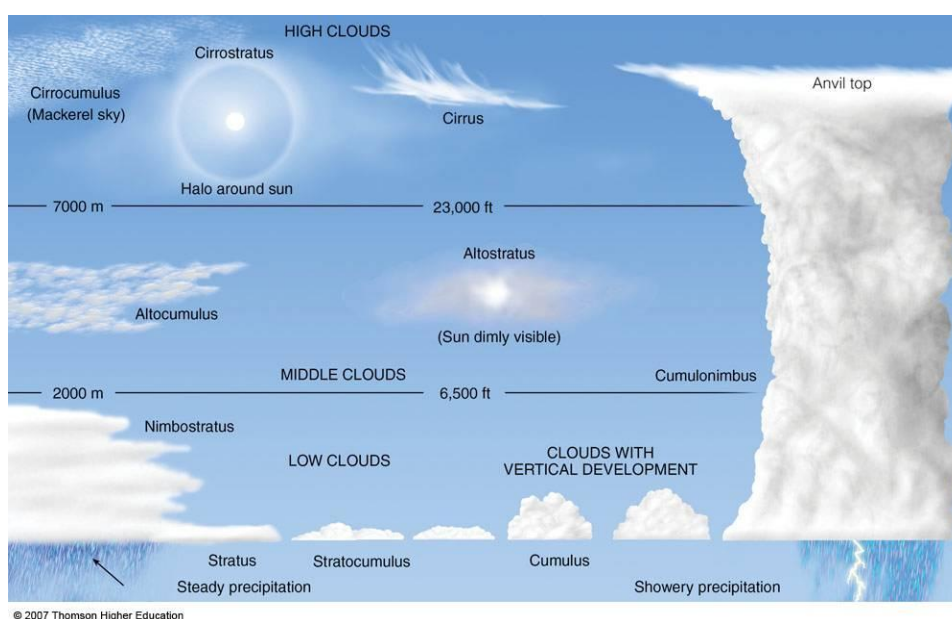 HIGH CLOUDS
Cirrostratus
Cirrocumulus
(Mackerel sky)
Cirrus
Anvil top
Halo around sun
7000 m
23,000 ft
Altostratus
Altocumulus
(Sun dimly visible)
MIDDLE CLOUDS
Cumulonimbus
2000 m
6,500 ft
Nimbostratus
LOW CLOUDS
CLOUDS WITH
VERTICAL DEVELOPMENT
Stratus
Stratocumulus
Cumulus
Steady precipitation
Showery precipitation
© 2007 Thomson Higher Education